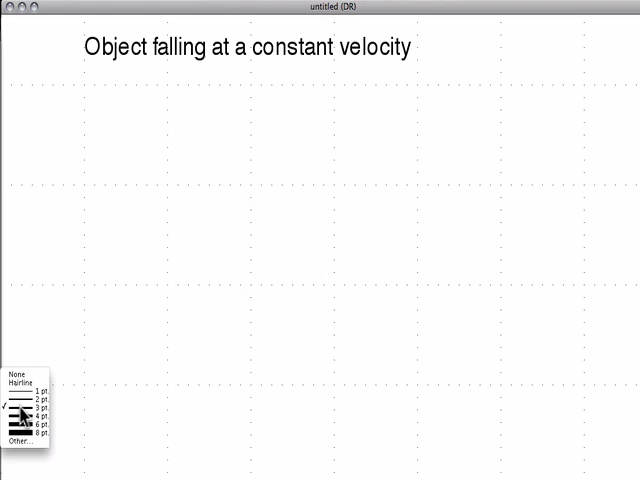 untitled (DR)
Object falling at a constant velocity
None
Hairline
1 pt.
2 pt.
3 pt.
4 pt.
6 pt.
8 pt.
Other...